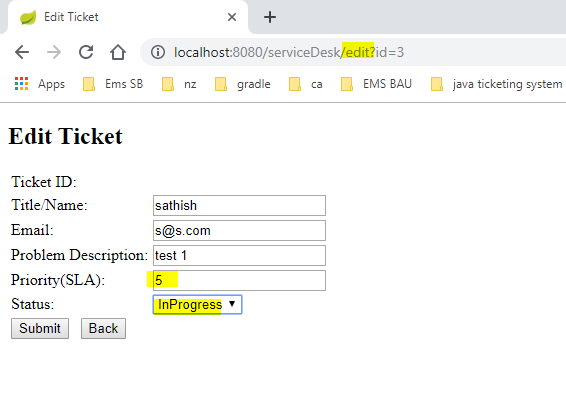 Edit Ticket
localhost:8080/serviceDesk/edit?id=3
Apps Ems SB nz gradle ca EMS BAU java ticketing system
Edit Ticket
Ticket ID:
Title/Name: sathish
Email: s@s.com
Problem Description: test 1
Priority(SLA): 5
Status: InProgress
Submit Back